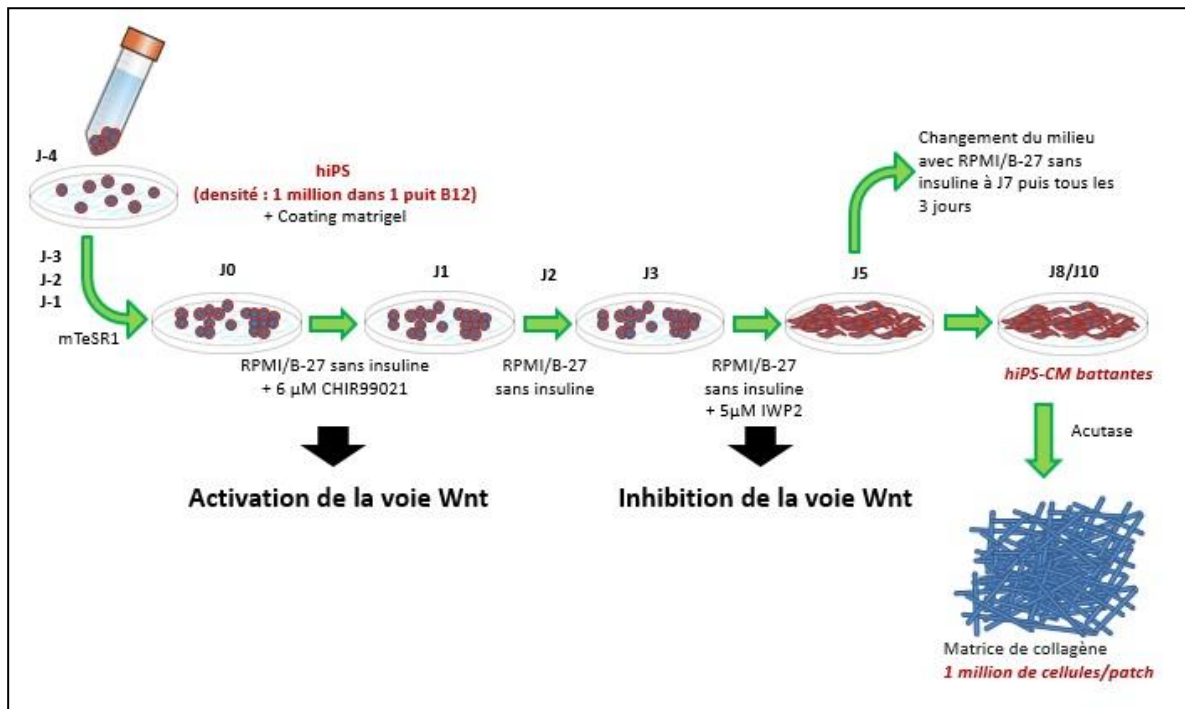 J-4
hiPS
(densité : 1 million dans 1 puit B12)
+ Coating matrigel
Changement du milieu
avec RPMI/B-27 sans
insuline à J7 puis tous les
3 jours
J-3
J-2
J-1
mTeSR1
J0
J1
J2
J3
J5
J8/J10
RPMI/B-27 sans insuline
+ 6 µM CHIR99021
RPMI/B-27
sans insuline
RPMI/B-27
sans insuline
+ 5µM IWP2
hiPS-CM battantes
Acutase
Activation de la voie Wnt
Inhibition de la voie Wnt
Matrice de collagène
1 million de cellules/patch